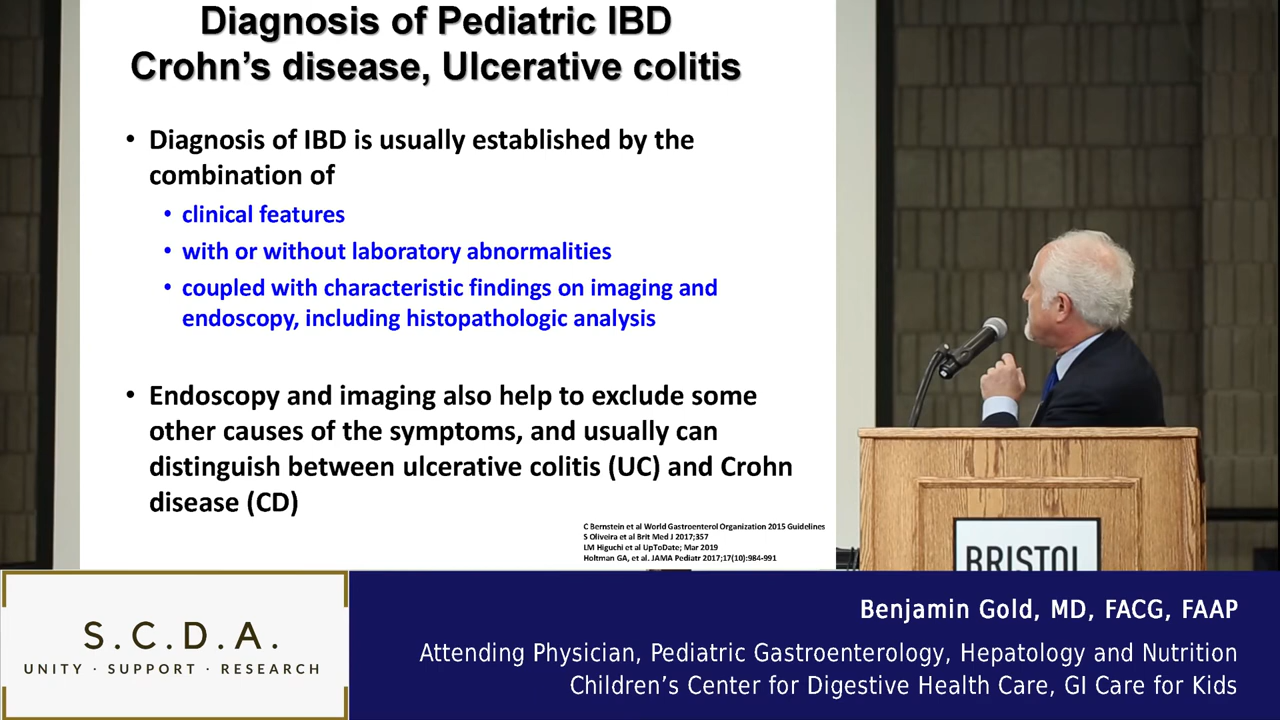 Diagnosis of Pediatric IBD
Crohn's disease, Ulcerative colitis
• Diagnosis of IBD is usually established by the
combination of
• clinical features
• with or without laboratory abnormalities
• coupled with characteristic findings on imaging and
endoscopy, including histopathologic analysis
• Endoscopy and imaging also help to exclude some
other causes of the symptoms, and usually can
distinguish between ulcerative colitis (UC) and Crohn
disease (CD)
C Bernstein et al World Gastroenterol Organization 2015 Guidelines
S Oliveira et al Brit Med J 2017;357
LM Higuchi et al UpToDate; Mar 2019
Holtman GA, et al. JAMA Pediatr 2017;17(10):984-991
BRISTOL
S.C.D.A.
UNITY · SUPPORT · RESEARCH
Benjamin Gold, MD, FACG, FAAP
Attending Physician, Pediatric Gastroenterology, Hepatology and Nutrition
Children's Center for Digestive Health Care, GI Care for Kids